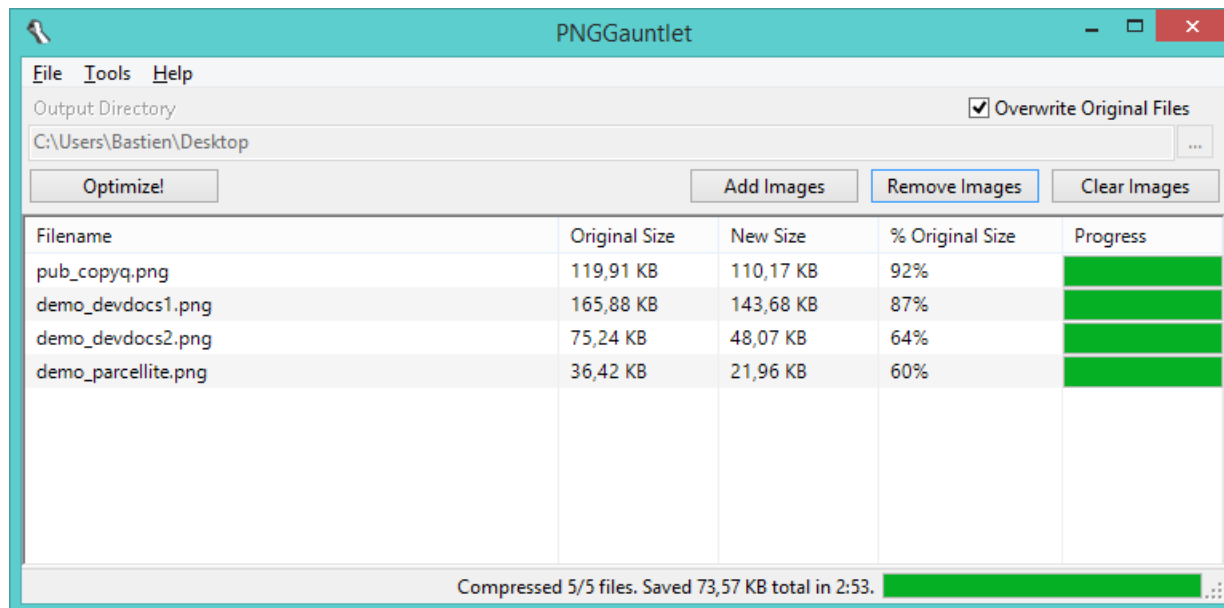 PNGGauntlet
File Tools Help
Output Directory Overwrite Original Files
C:\Users\Bastien\Desktop ...
Optimize! Add Images Remove Images Clear Images
Filename Original Size New Size % Original Size Progress
pub_copyq.png 119,91 KB 110,17 KB 92%
demo_devdocs1.png 165,88 KB 143,68 KB 87%
demo_devdocs2.png 75,24 KB 48,07 KB 64%
demo_parcellite.png 36,42 KB 21,96 KB 60%
Compressed 5/5 files. Saved 73,57 KB total in 2:53.